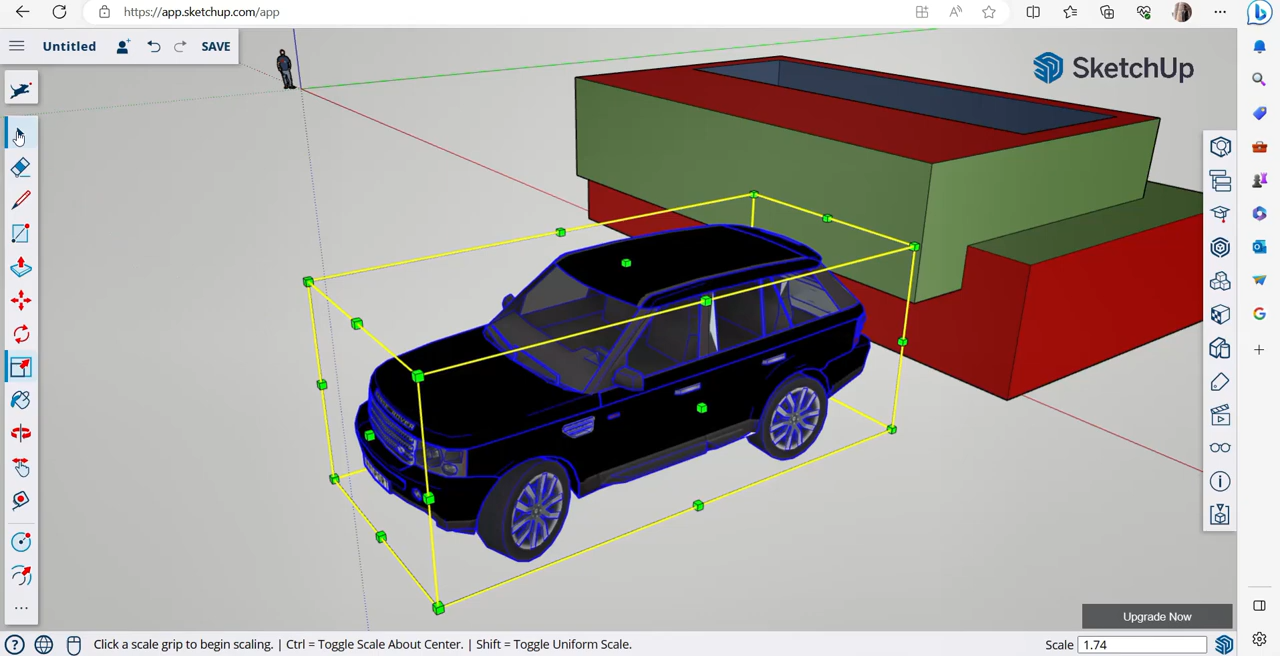 https://app.sketchup.com/app
Untitled
SAVE
SketchUp
Upgrade Now
Click a scale grip to begin scaling. | Ctrl = Toggle Scale About Center. | Shift = Toggle Uniform Scale.
Scale 1.74